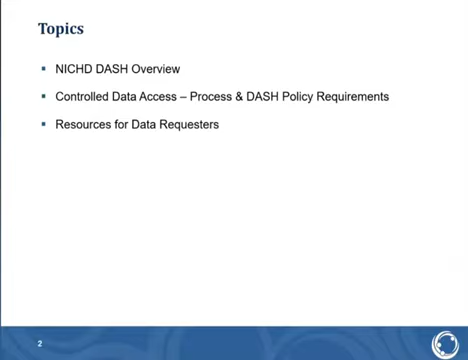 Topics
NICHD DASH Overview
Controlled Data Access – Process & DASH Policy Requirements
Resources for Data Requesters
2